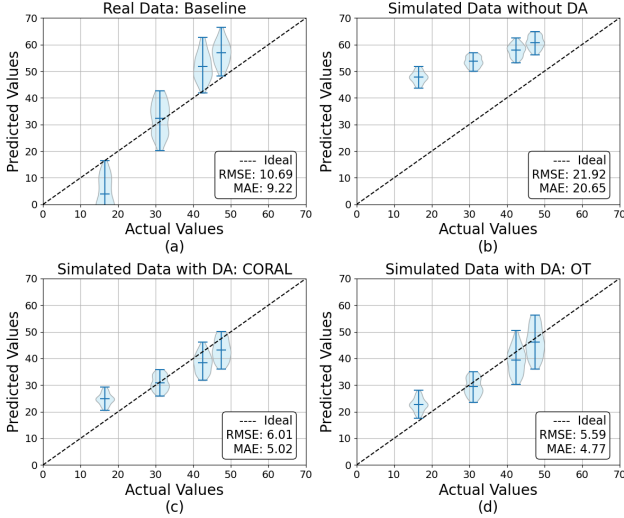 Real Data: Baseline
Predicted Values
70
60
50
40
30
20
10
0
---- Ideal
RMSE: 10.69
MAE: 9.22
0 10 20 30 40 50 60 70
Actual Values
(a)
Simulated Data without DA
Predicted Values
70
60
50
40
30
20
10
0
---- Ideal
RMSE: 21.92
MAE: 20.65
0 10 20 30 40 50 60 70
Actual Values
(b)
Simulated Data with DA: CORAL
Predicted Values
70
60
50
40
30
20
10
0
---- Ideal
RMSE: 6.01
MAE: 5.02
0 10 20 30 40 50 60 70
Actual Values
(c)
Simulated Data with DA: OT
Predicted Values
70
60
50
40
30
20
10
0
---- Ideal
RMSE: 5.59
MAE: 4.77
0 10 20 30 40 50 60 70
Actual Values
(d)